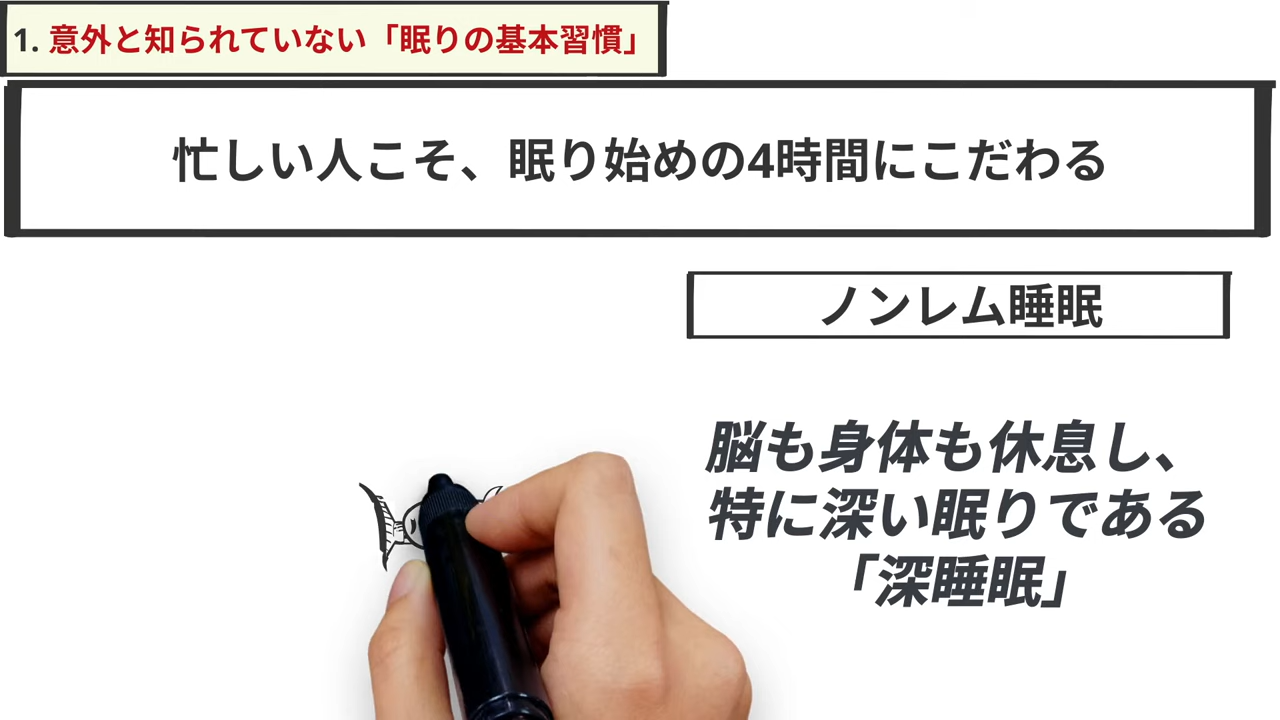 1. 意外と知られていない「眠りの基本習慣」
忙しい人こそ、眠り始めの4時間にこだわる
ノンレム睡眠
脳も身体も休息し、
特に深い眠りである
「深睡眠」